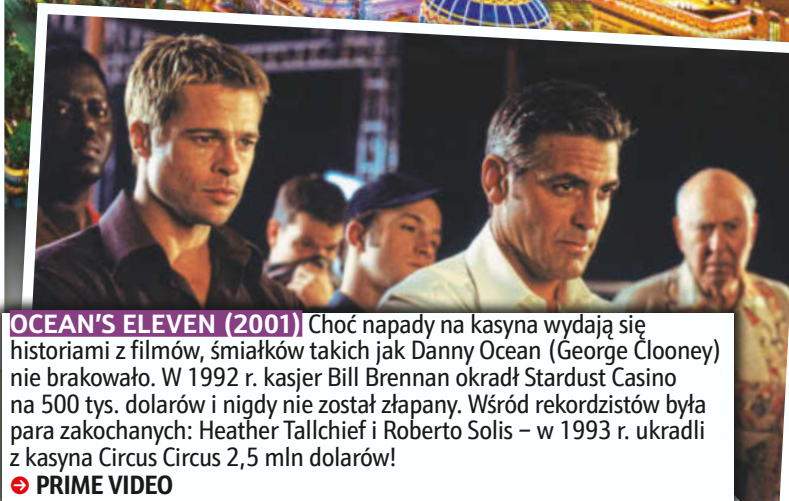 OCEAN'S ELEVEN (2001) Choć napady na kasyna wydają się
historiami z filmów, śmiałków takich jak Danny Ocean (George Clooney)
nie brakowało. W 1992 r. kasjer Bill Brennan okradł Stardust Casino
na 500 tys. dolarów i nigdy nie został złapany. Wśród rekordzistów była
para zakochanych: Heather Tallchief i Roberto Solis – w 1993 r. ukradli
z kasyna Circus Circus 2,5 mln dolarów!
PRIME VIDEO